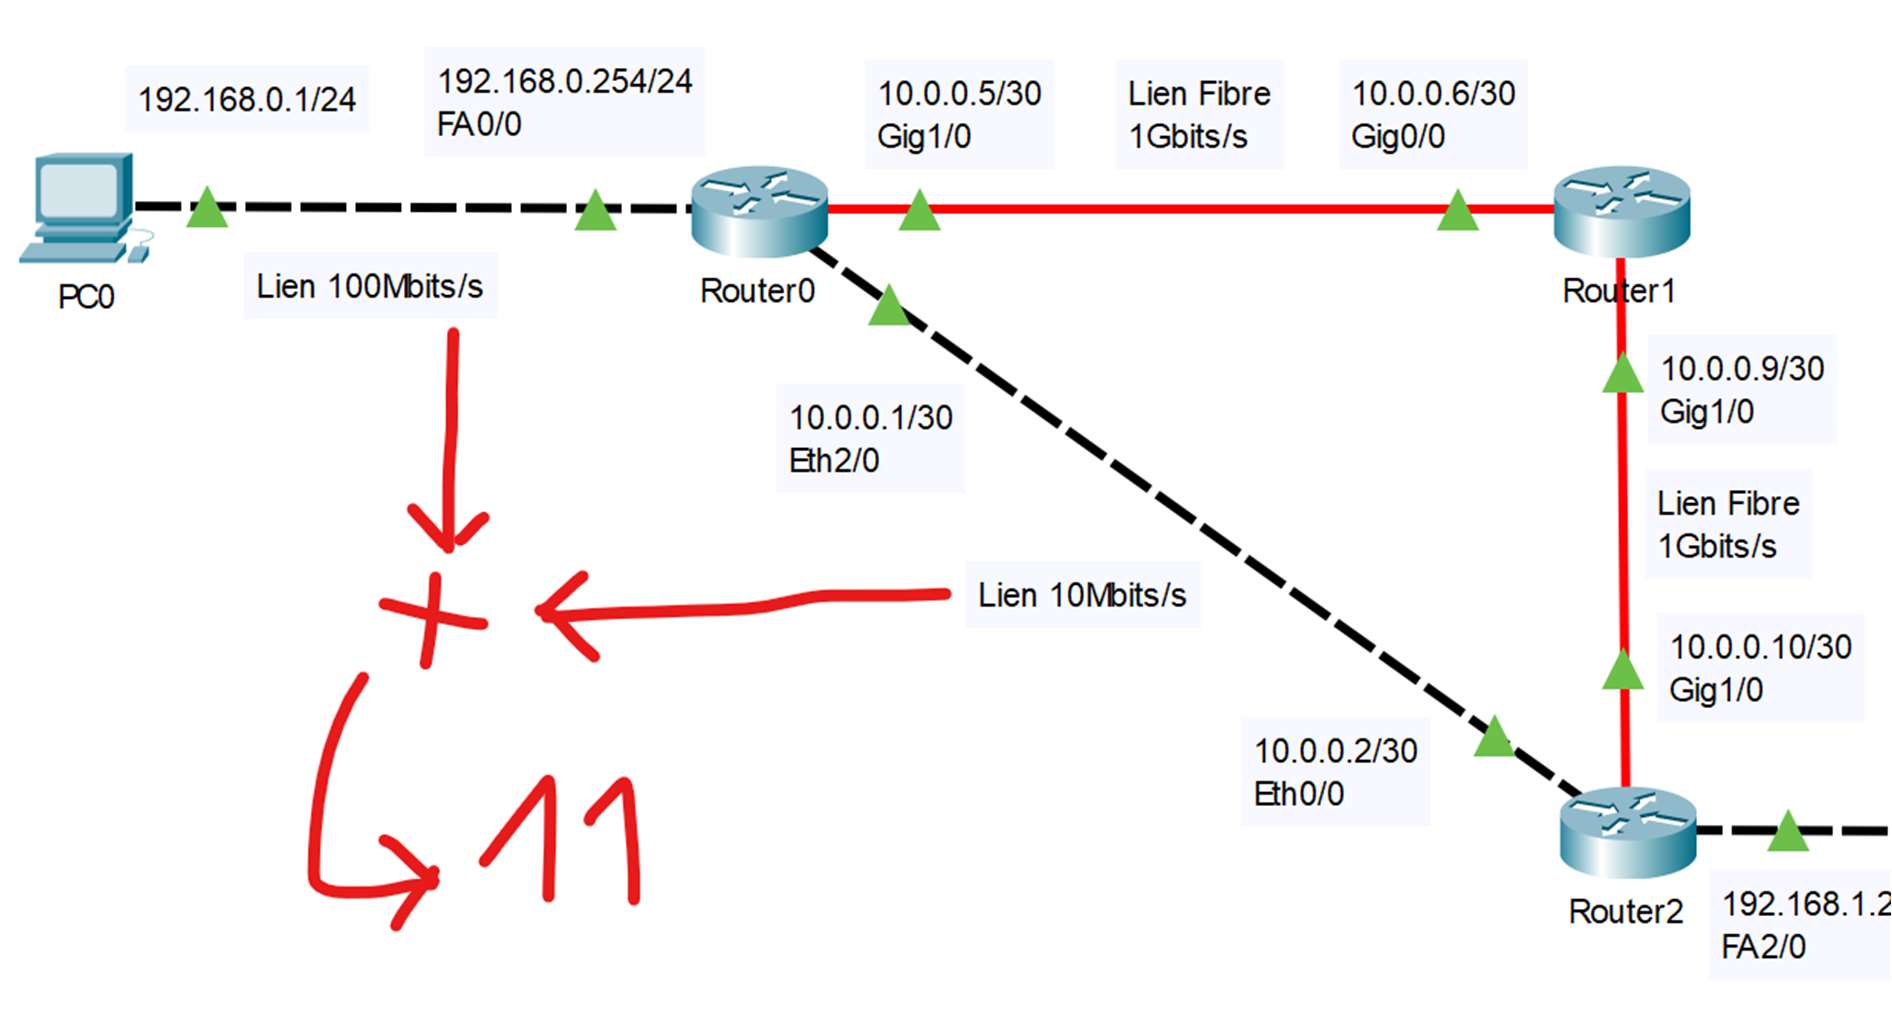 192.168.0.1/24
192.168.0.254/24
FA0/0
10.0.0.5/30
Gig1/0
Lien Fibre
1Gbits/s
10.0.0.6/30
Gig0/0
PC0
Lien 100Mbits/s
Router0
Router1
10.0.0.9/30
Gig1/0
10.0.0.1/30
Eth2/0
Lien Fibre
1Gbits/s
Lien 10Mbits/s
+
10.0.0.10/30
Gig1/0
10.0.0.2/30
Eth0/0
11
Router2
192.168.1.2
FA2/0